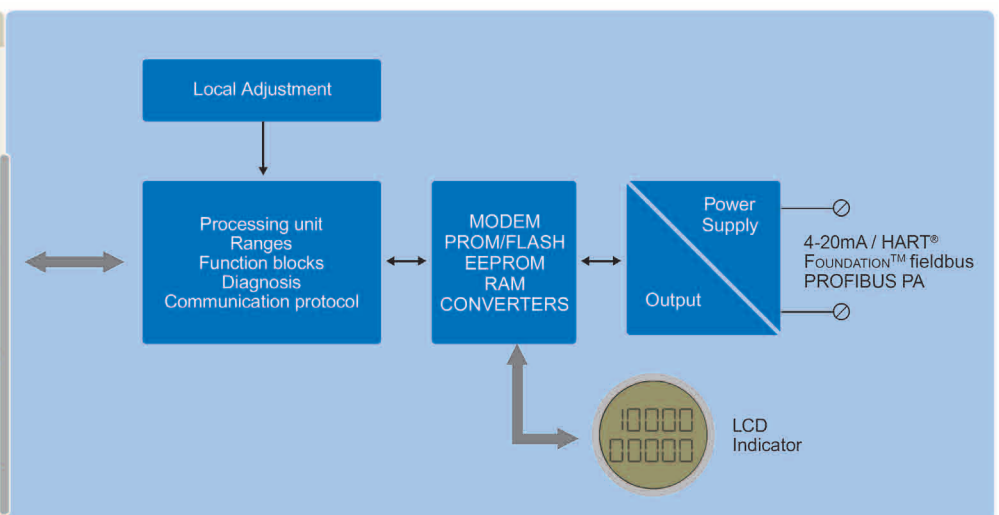 Local Adjustment
Processing unit
Ranges
Function blocks
Diagnosis
Communication protocol
MODEM
PROM/FLASH
EEPROM
RAM
CONVERTERS
Power
Supply
Output
4-20mA / HART®
FOUNDATION™ fieldbus
PROFIBUS PA
10000
00000
LCD
Indicator